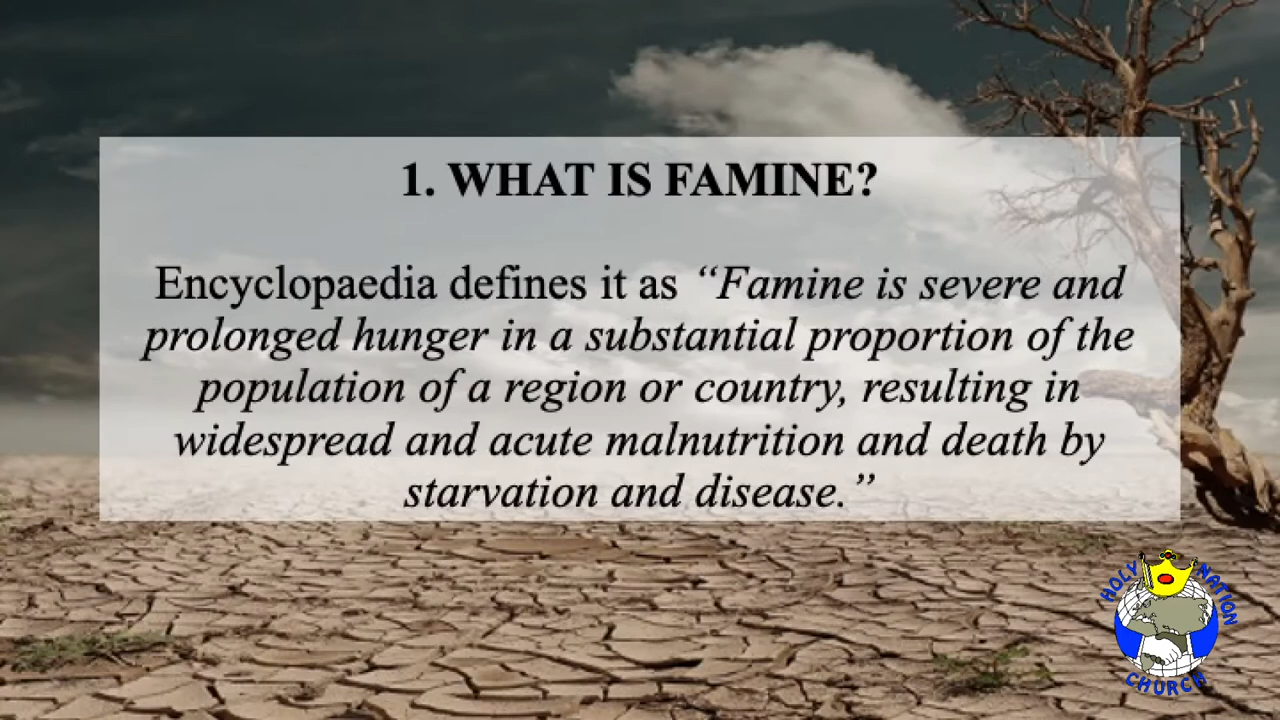 1. WHAT IS FAMINE?
Encyclopaedia defines it as “Famine is severe and
prolonged hunger in a substantial proportion of the
population of a region or country, resulting in
widespread and acute malnutrition and death by
starvation and disease.”
HOLY NATION
CHURCH